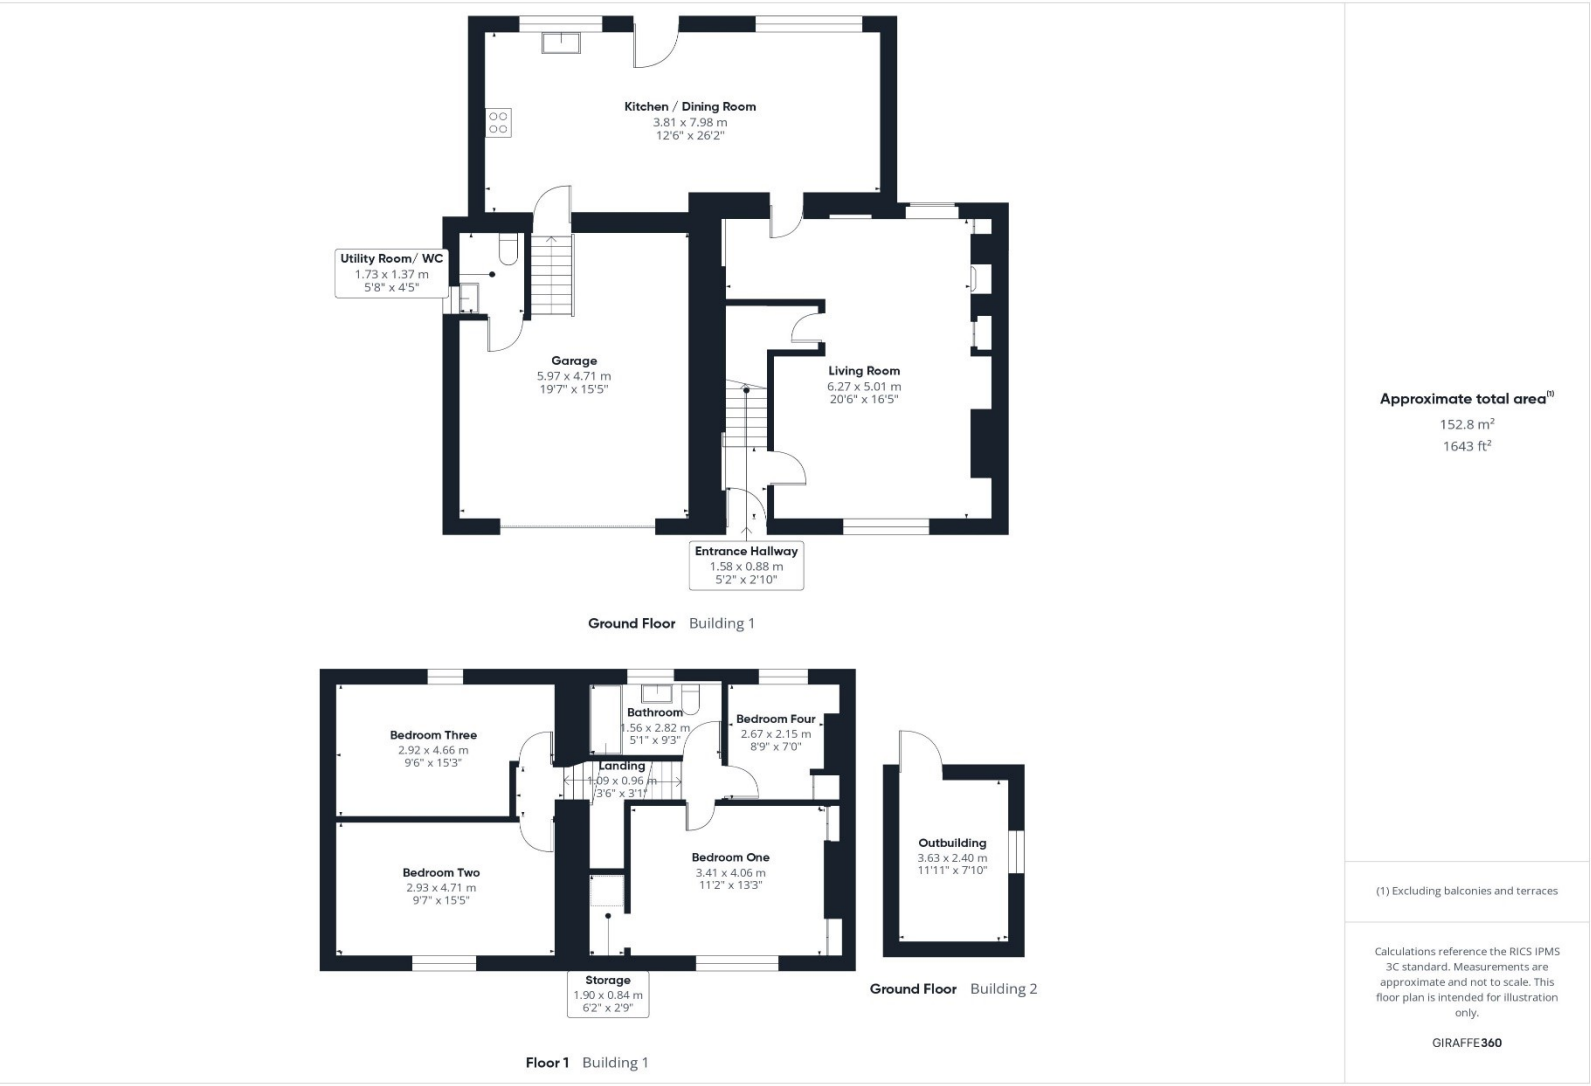 Kitchen / Dining Room
3.81 x 7.98 m
12'6" x 26'2"
Utility Room/ WC
1.73 x 1.37 m
5'8" x 4'5"
Garage
5.97 x 4.71 m
19'7" x 15'5"
Living Room
6.27 x 5.01 m
20'6" x 16'5"
Entrance Hallway
1.58 x 0.88 m
5'2" x 2'10"
Ground Floor Building 1
Bedroom Three
2.92 x 4.66 m
9'6" x 15'3"
Bathroom
1.56 x 2.82 m
5'1" x 9'3"
Bedroom Four
2.67 x 2.15 m
8'9" x 7'0"
Landing
1.09 x 0.96 m
3'6" x 3'1"
Bedroom Two
2.93 x 4.71 m
9'7" x 15'5"
Bedroom One
3.41 x 4.06 m
11'2" x 13'3"
Storage
1.90 x 0.84 m
6'2" x 2'9"
Floor 1 Building 1
Outbuilding
3.63 x 2.40 m
11'11" x 7'10"
Ground Floor Building 2
Approximate total area(1)
152.8 m²
1643 ft²
(1) Excluding balconies and terraces
Calculations reference the RICS IPMS
3C standard. Measurements are
approximate and not to scale. This
floor plan is intended for illustration
only.
GIRAFFE360